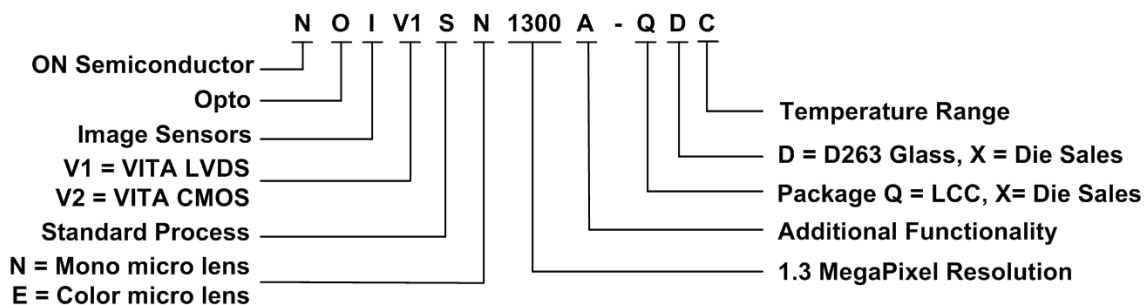 N O I V1 S N 1300 A - Q D C
ON Semiconductor
Opto
Image Sensors
V1 = VITA LVDS
V2 = VITA CMOS
Standard Process
N = Mono micro lens
E = Color micro lens
Temperature Range
D = D263 Glass, X = Die Sales
Package Q = LCC, X= Die Sales
Additional Functionality
1.3 MegaPixel Resolution